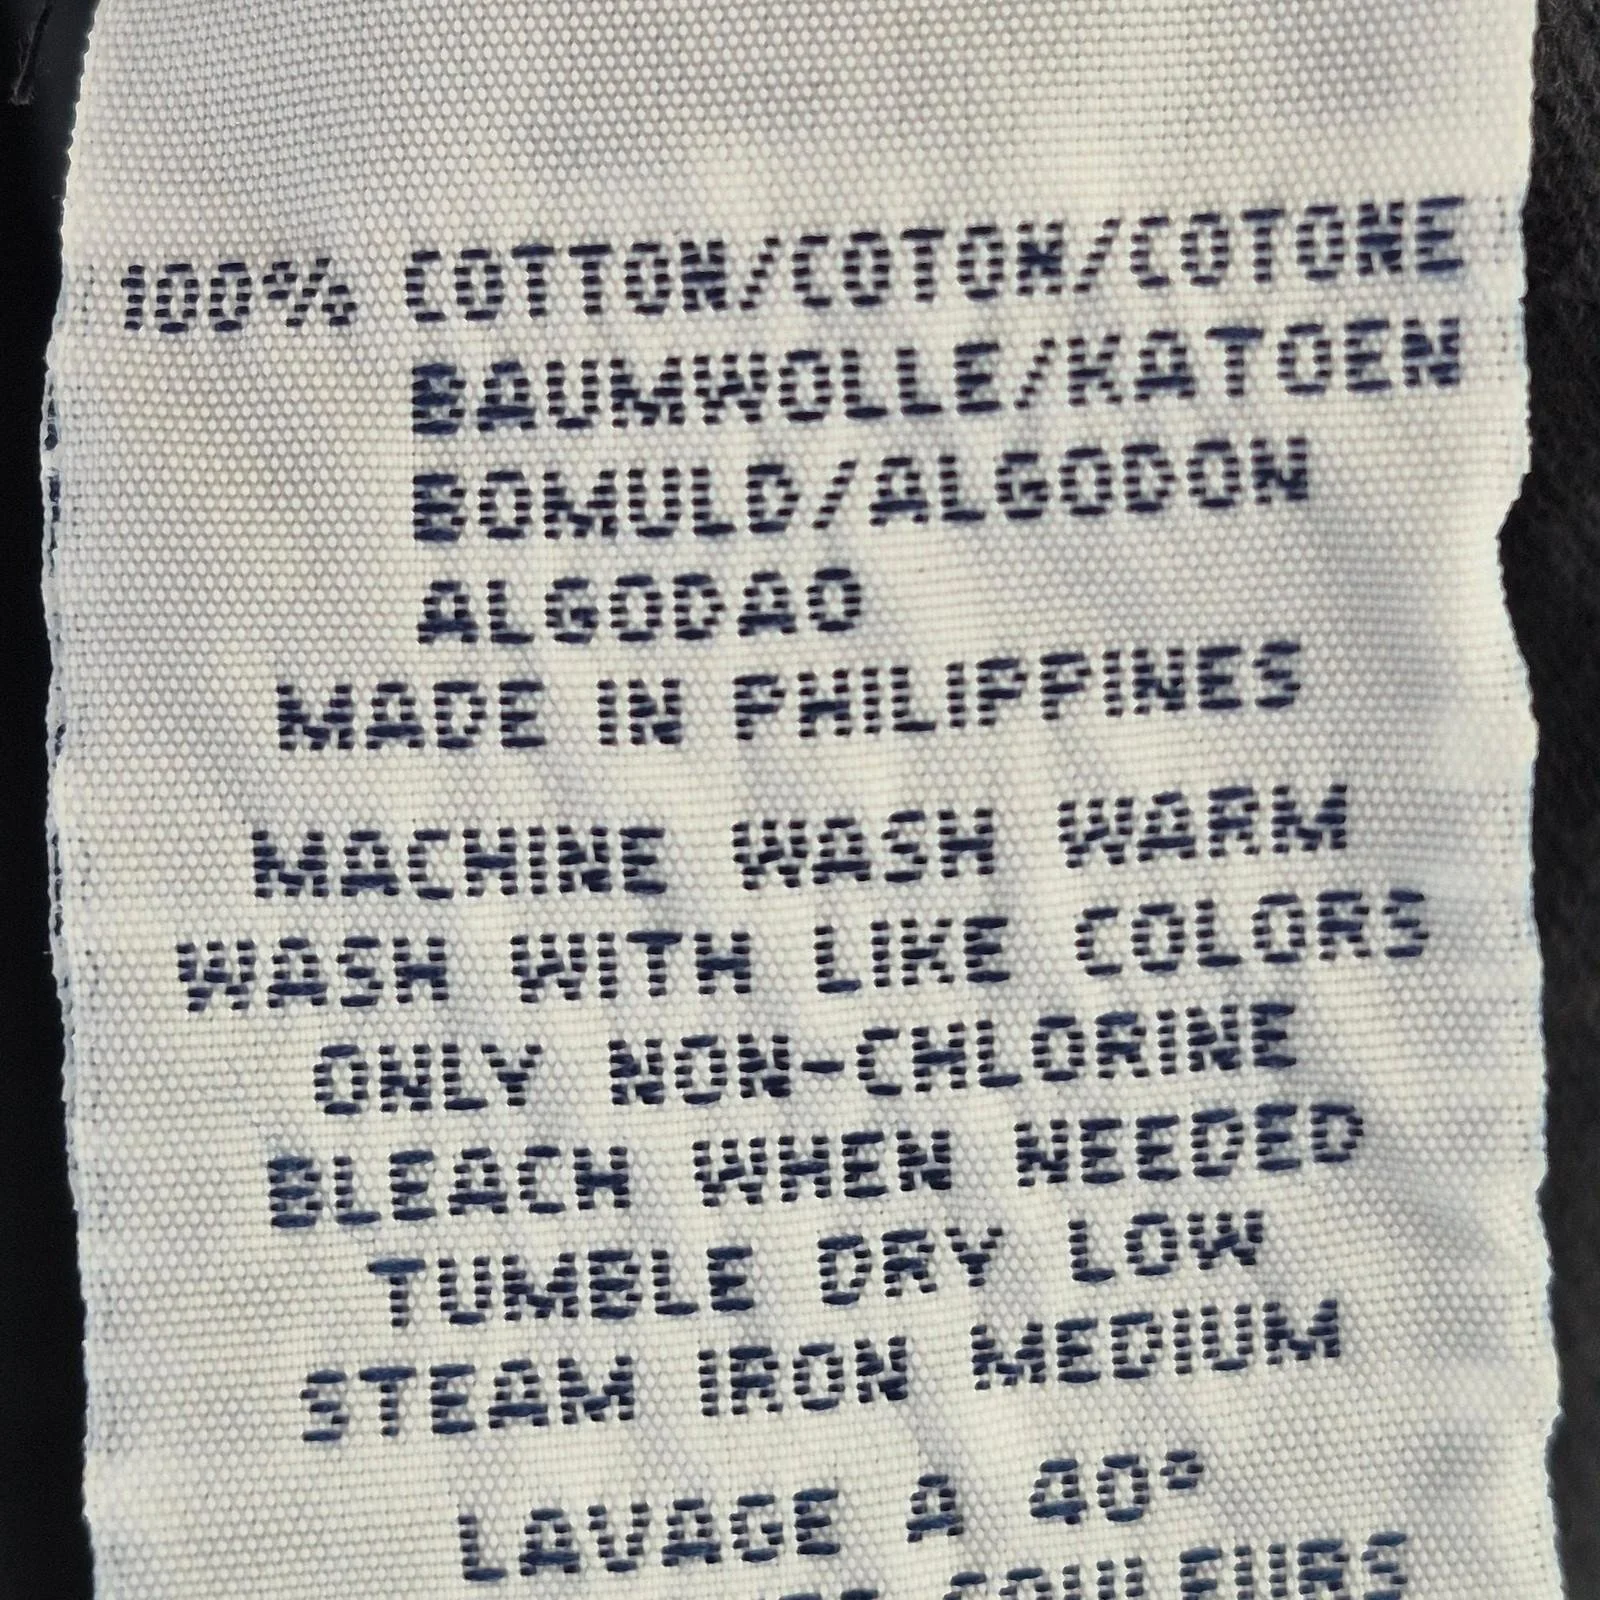 100% COTTON/COTON/COTONE
BAUMWOLLE/KATOEN
BOMULD/ALGODON
ALGODAO
MADE IN PHILIPPINES
MACHINE WASH WARM
WASH WITH LIKE COLORS
ONLY NON-CHLORINE
BLEACH WHEN NEEDED
TUMBLE DRY LOW
STEAM IRON MEDIUM
LAVAGE A 40°
COULEURS